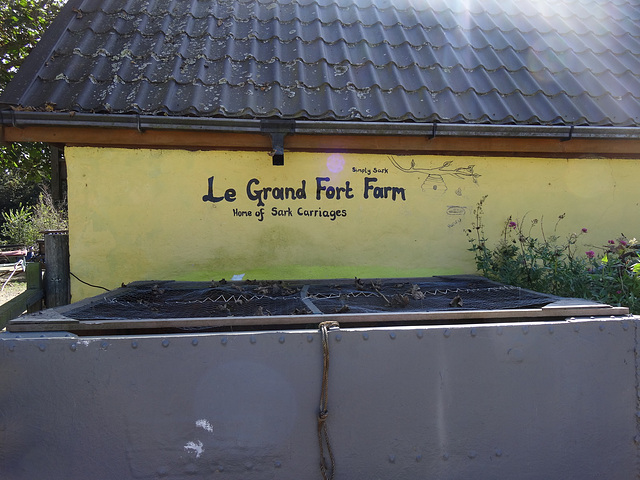 Simply Sark
Le Grand Fort Farm
Home of Sark Carriages